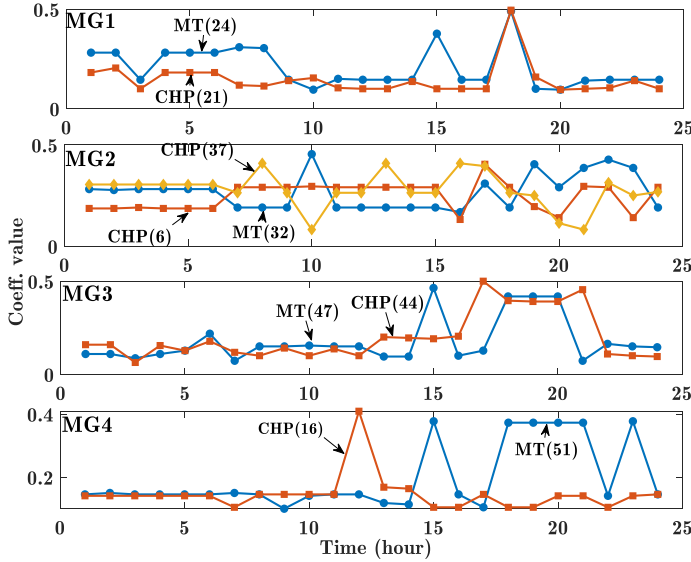 0.5
MG1
MT(24)
CHP(21)
0
0 5 10 15 20 25
0.5
MG2
CHP(37)
CHP(6)
MT(32)
0
0 5 10 15 20 25
Coeff. value
0.5
MG3
MT(47)
CHP(44)
0
0 5 10 15 20 25
0.4
MG4
CHP(16)
MT(51)
0.2
0 5 10 15 20 25
Time (hour)